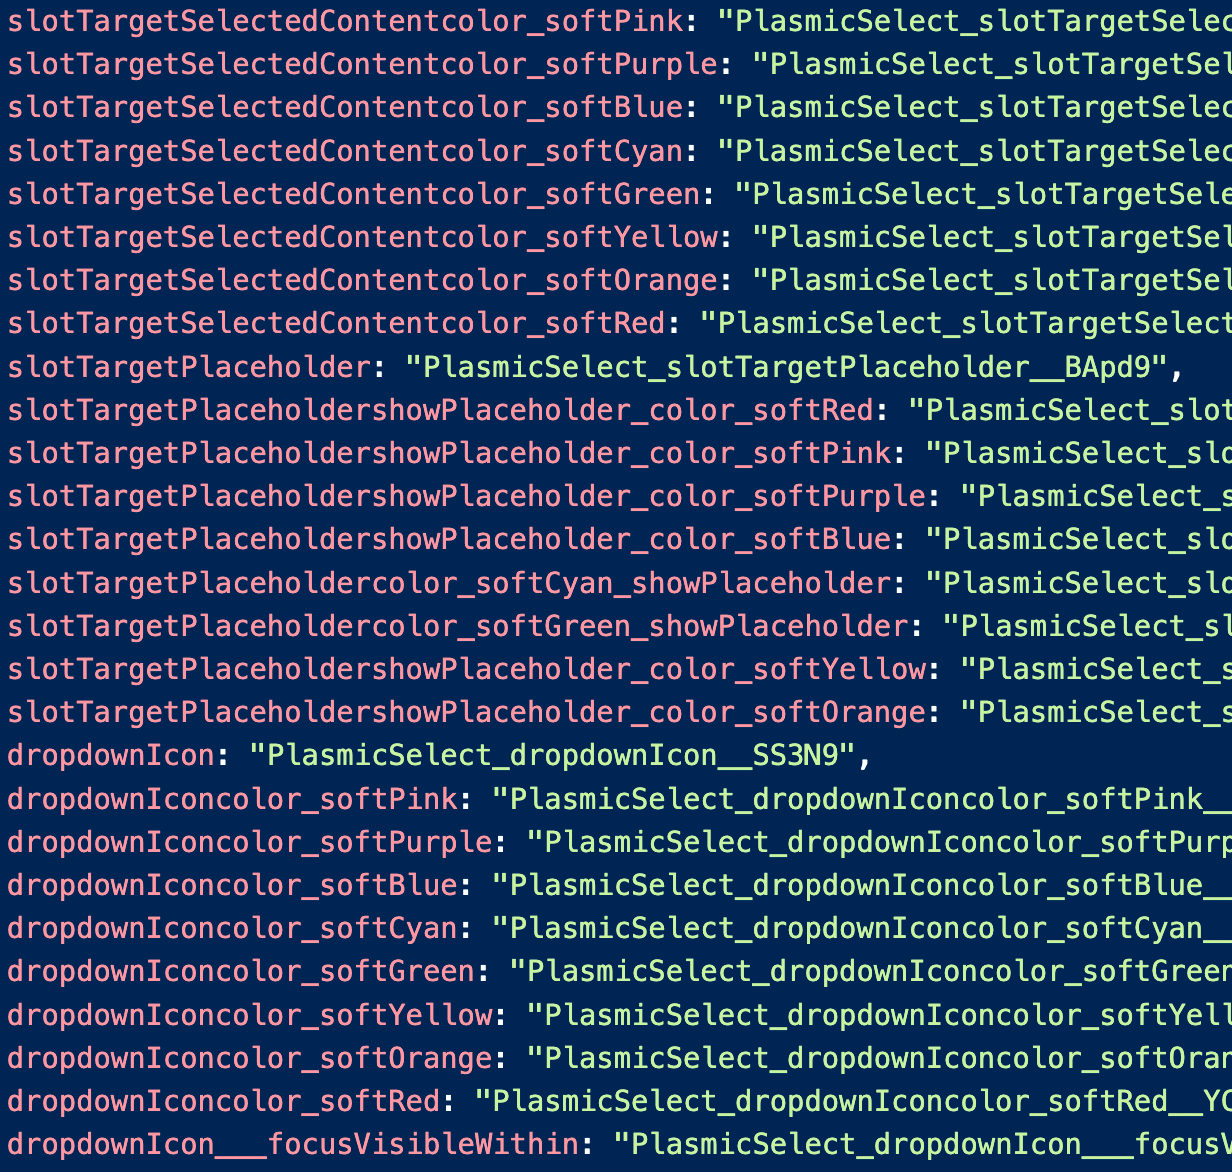 slotTargetSelectedContentcolor_softPink: "PlasmicSelect_slotTargetSelec
slotTargetSelectedContentcolor_softPurple: "PlasmicSelect_slotTargetSel
slotTargetSelectedContentcolor_softBlue: "PlasmicSelect_slotTargetSelec
slotTargetSelectedContentcolor_softCyan: "PlasmicSelect_slotTargetSelec
slotTargetSelectedContentcolor_softGreen: "PlasmicSelect_slotTargetSele
slotTargetSelectedContentcolor_softYellow: "PlasmicSelect_slotTargetSel
slotTargetSelectedContentcolor_softOrange: "PlasmicSelect_slotTargetSel
slotTargetSelectedContentcolor_softRed: "PlasmicSelect_slotTargetSelect
slotTargetPlaceholder: "PlasmicSelect_slotTargetPlaceholder__BApd9",
slotTargetPlaceholdershowPlaceholder_color_softRed: "PlasmicSelect_slot
slotTargetPlaceholdershowPlaceholder_color_softPink: "PlasmicSelect_slo
slotTargetPlaceholdershowPlaceholder_color_softPurple: "PlasmicSelect_s
slotTargetPlaceholdershowPlaceholder_color_softBlue: "PlasmicSelect_slo
slotTargetPlaceholdercolor_softCyan_showPlaceholder: "PlasmicSelect_slo
slotTargetPlaceholdercolor_softGreen_showPlaceholder: "PlasmicSelect_sl
slotTargetPlaceholdershowPlaceholder_color_softYellow: "PlasmicSelect_s
slotTargetPlaceholdershowPlaceholder_color_softOrange: "PlasmicSelect_s
dropdownIcon: "PlasmicSelect_dropdownIcon__SS3N9",
dropdownIconcolor_softPink: "PlasmicSelect_dropdownIconcolor_softPink__
dropdownIconcolor_softPurple: "PlasmicSelect_dropdownIconcolor_softPurp
dropdownIconcolor_softBlue: "PlasmicSelect_dropdownIconcolor_softBlue__
dropdownIconcolor_softCyan: "PlasmicSelect_dropdownIconcolor_softCyan__
dropdownIconcolor_softGreen: "PlasmicSelect_dropdownIconcolor_softGreen
dropdownIconcolor_softYellow: "PlasmicSelect_dropdownIconcolor_softYell
dropdownIconcolor_softOrange: "PlasmicSelect_dropdownIconcolor_softOran
dropdownIconcolor_softRed: "PlasmicSelect_dropdownIconcolor_softRed__YC
dropdownIcon___focusVisibleWithin: "PlasmicSelect_dropdownIcon___focusV